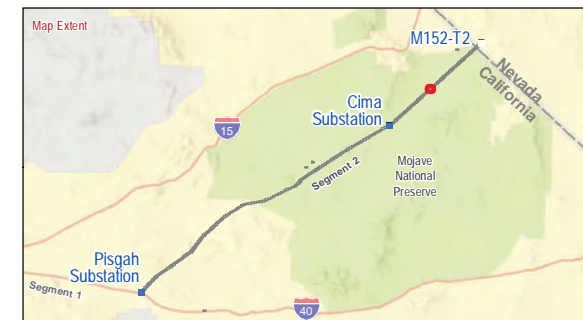 Map Extent
M152-T2
Nevada
California
Cima
Substation
15
Segment 2
Mojave
National
Preserve
Pisgah
Substation
Segment 1
40